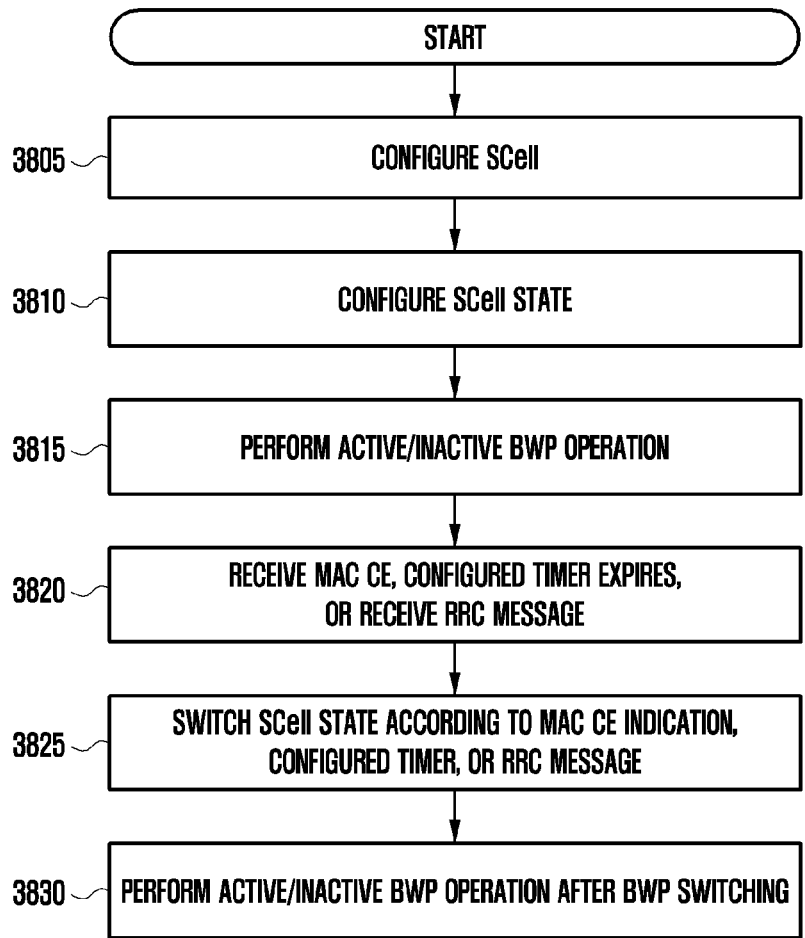 START
3805
CONFIGURE SCell
3810
CONFIGURE SCell STATE
3815
PERFORM ACTIVE/INACTIVE BWP OPERATION
3820
RECEIVE MAC CE, CONFIGURED TIMER EXPIRES,
OR RECEIVE RRC MESSAGE
3825
SWITCH SCell STATE ACCORDING TO MAC CE INDICATION,
CONFIGURED TIMER, OR RRC MESSAGE
3830
PERFORM ACTIVE/INACTIVE BWP OPERATION AFTER BWP SWITCHING